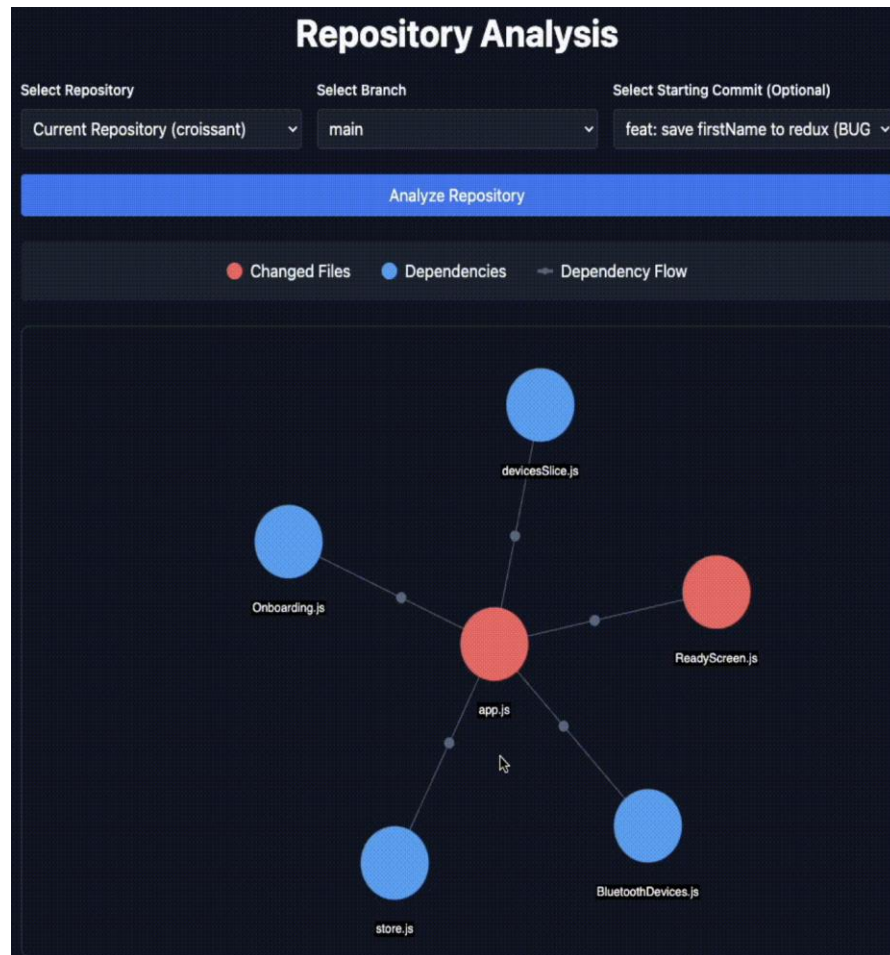 Repository Analysis
Select Repository Select Branch Select Starting Commit (Optional)
Current Repository (croissant) main feat: save firstName to redux (BUG
Analyze Repository
Changed Files Dependencies Dependency Flow
devicesSlice.js
Onboarding.js
ReadyScreen.js
app.js
BluetoothDevices.js
store.js